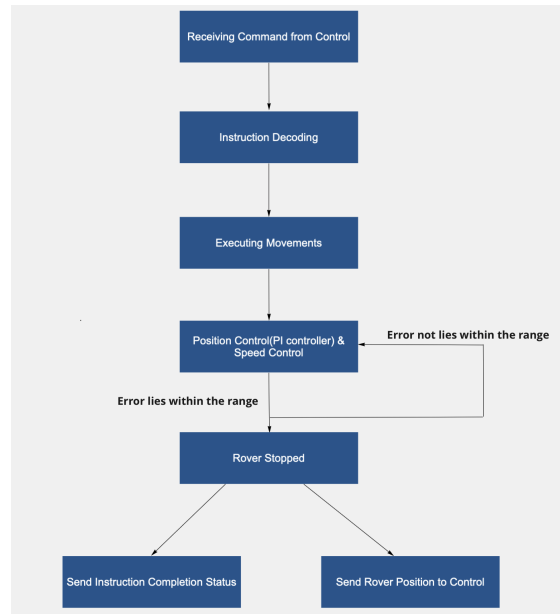 Receiving Command from Control
Instruction Decoding
Executing Movements
Error not lies within the range
Position Control(PI controller) &
Speed Control
Error lies within the range
Rover Stopped
Send Instruction Completion Status
Send Rover Position to Control